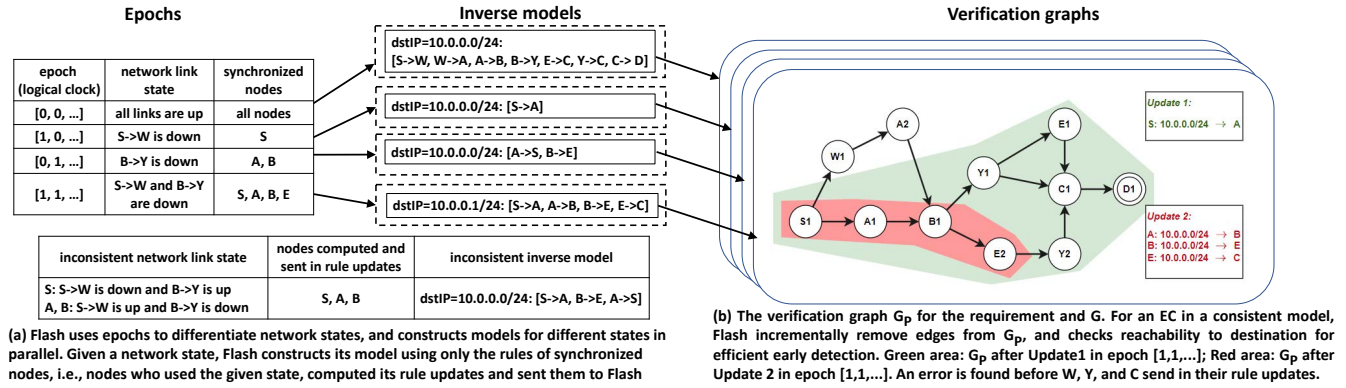 Epochs
Inverse models
Verification graphs
epoch
(logical clock)
network link
state
synchronized
nodes
[0, 0, ...]
all links are up
all nodes
[1, 0, ...]
S->W is down
S
[0, 1, ...]
B->Y is down
A, B
[1, 1, ...]
S->W and B->Y
are down
S, A, B, E
dstIP=10.0.0.0/24:
[S->W, W->A, A->B, B->Y, E->C, Y->C, C-> D]
dstIP=10.0.0.0/24: [S->A]
dstIP=10.0.0.0/24: [A->S, B->E]
dstIP=10.0.0.1/24: [S->A, A->B, B->E, E->C]
inconsistent network link state
nodes computed and
sent in rule updates
inconsistent inverse model
S: S->W is down and B->Y is up
A, B: S->W is up and B->Y is down
S, A, B
dstIP=10.0.0.0/24: [S->A, B->E, A->S]
(a) Flash uses epochs to differentiate network states, and constructs models for different states in
parallel. Given a network state, Flash constructs its model using only the rules of synchronized
nodes, i.e., nodes who used the given state, computed its rule updates and sent them to Flash
Update 1:
S: 10.0.0.0/24 → A
E1
A2
W1
Y1
C1
D1
S1
A1
B1
E2
Y2
Update 2:
A: 10.0.0.0/24 → B
B: 10.0.0.0/24 → E
E: 10.0.0.0/24 → C
(b) The verification graph GP for the requirement and G. For an EC in a consistent model,
Flash incrementally remove edges from GP, and checks reachability to destination for
efficient early detection. Green area: GP after Update1 in epoch [1,1,...]; Red area: GP after
Update 2 in epoch [1,1,...]. An error is found before W, Y, and C send in their rule updates.